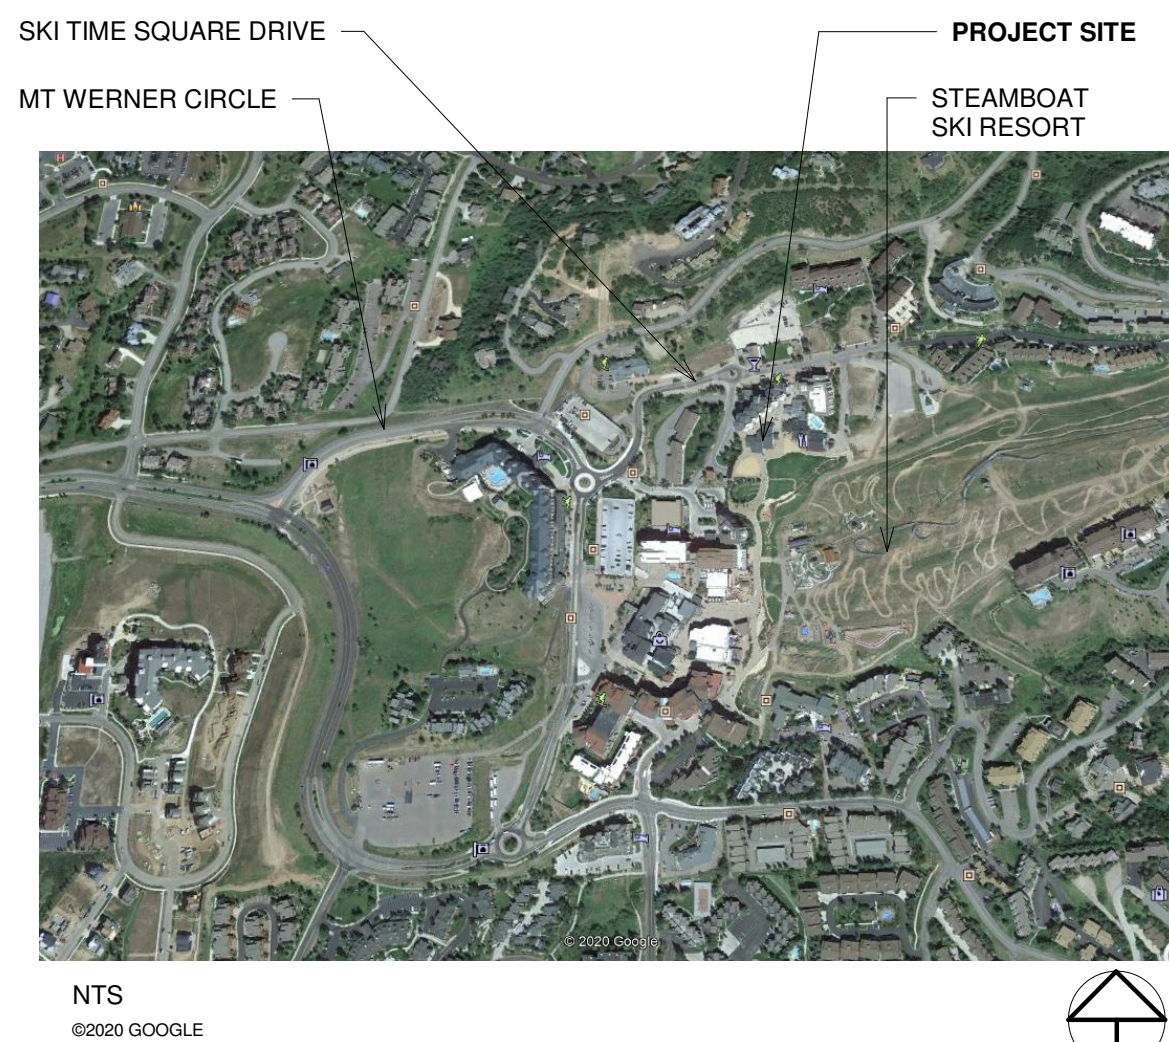 SKI TIME SQUARE DRIVE
PROJECT SITE
MT WERNER CIRCLE
STEAMBOAT
SKI RESORT
© 2020 Google
NTS
©2020 GOOGLE